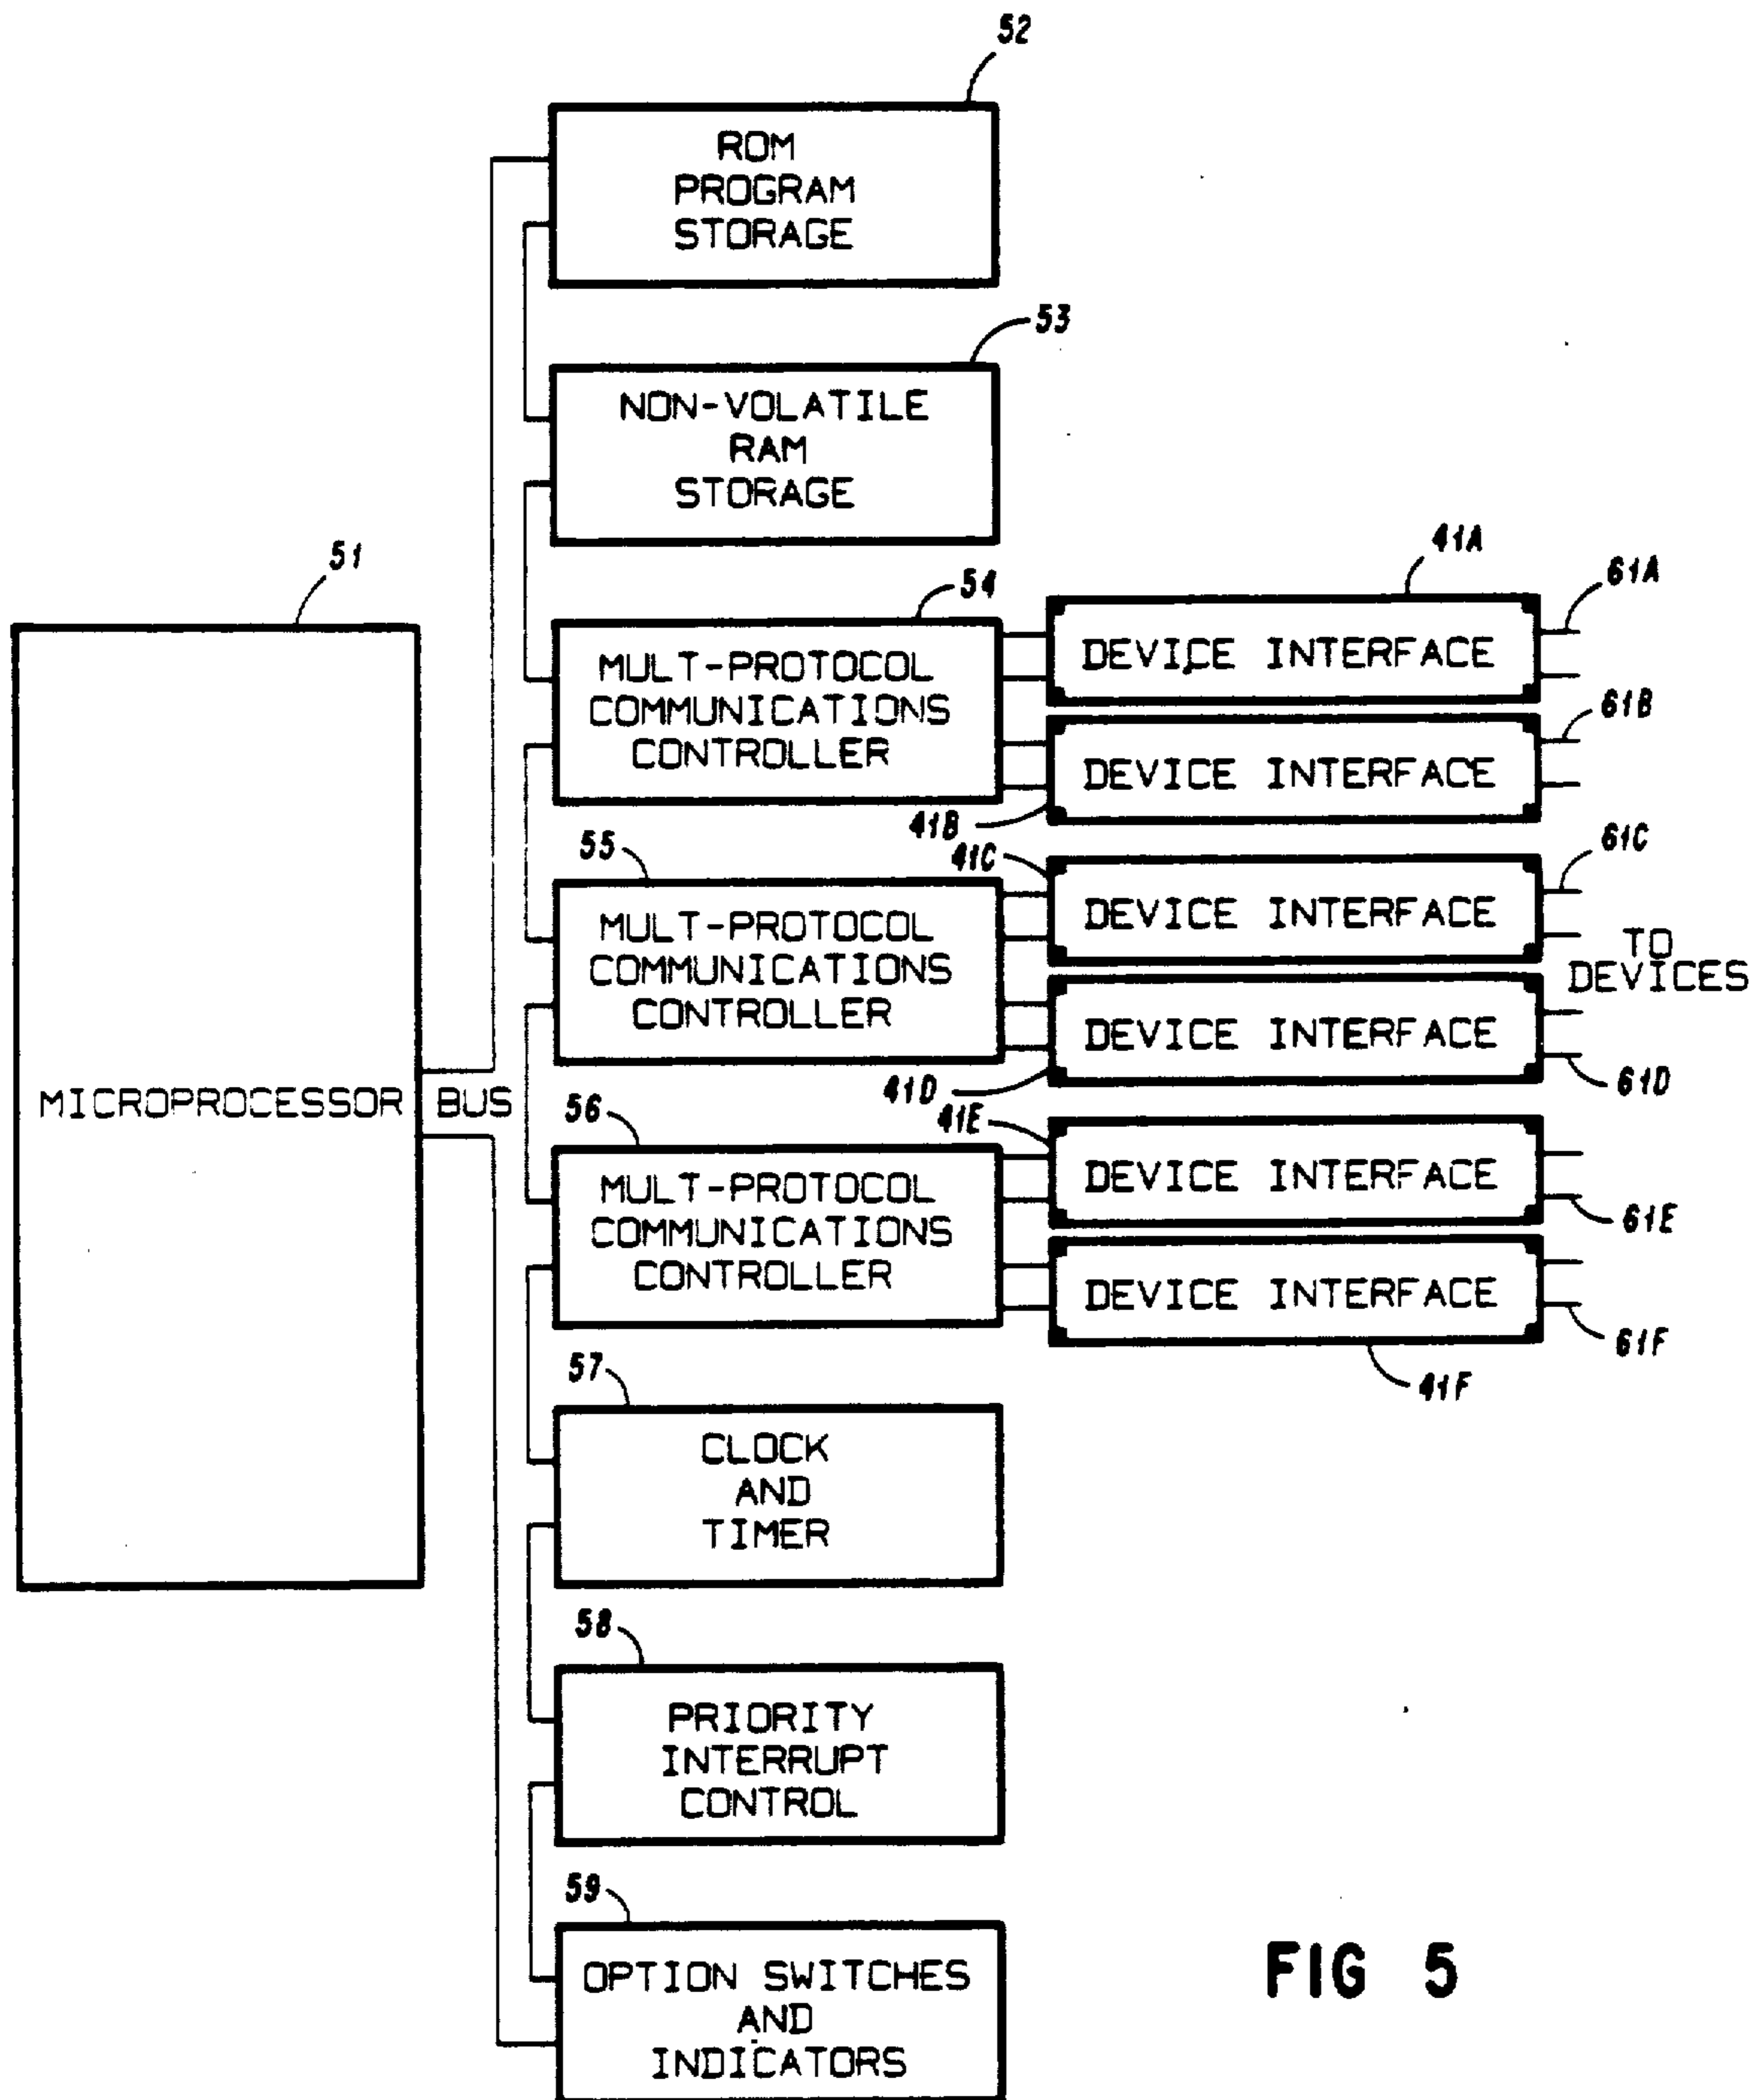 52
ROM
PROGRAM
STORAGE
53
NON-VOLATILE
RAM
STORAGE
51
MICROPROCESSOR
BUS
54
MULT-PROTOCOL
COMMUNICATIONS
CONTROLLER
41A
DEVICE INTERFACE
61A
41B
DEVICE INTERFACE
61B
55
MULT-PROTOCOL
COMMUNICATIONS
CONTROLLER
41C
DEVICE INTERFACE
61C
TO
DEVICES
41D
DEVICE INTERFACE
61D
56
MULT-PROTOCOL
COMMUNICATIONS
CONTROLLER
41E
DEVICE INTERFACE
61E
DEVICE INTERFACE
61F
41F
57
CLOCK
AND
TIMER
58
PRIORITY
INTERRUPT
CONTROL
59
OPTION SWITCHES
AND
INDICATORS
FIG 5